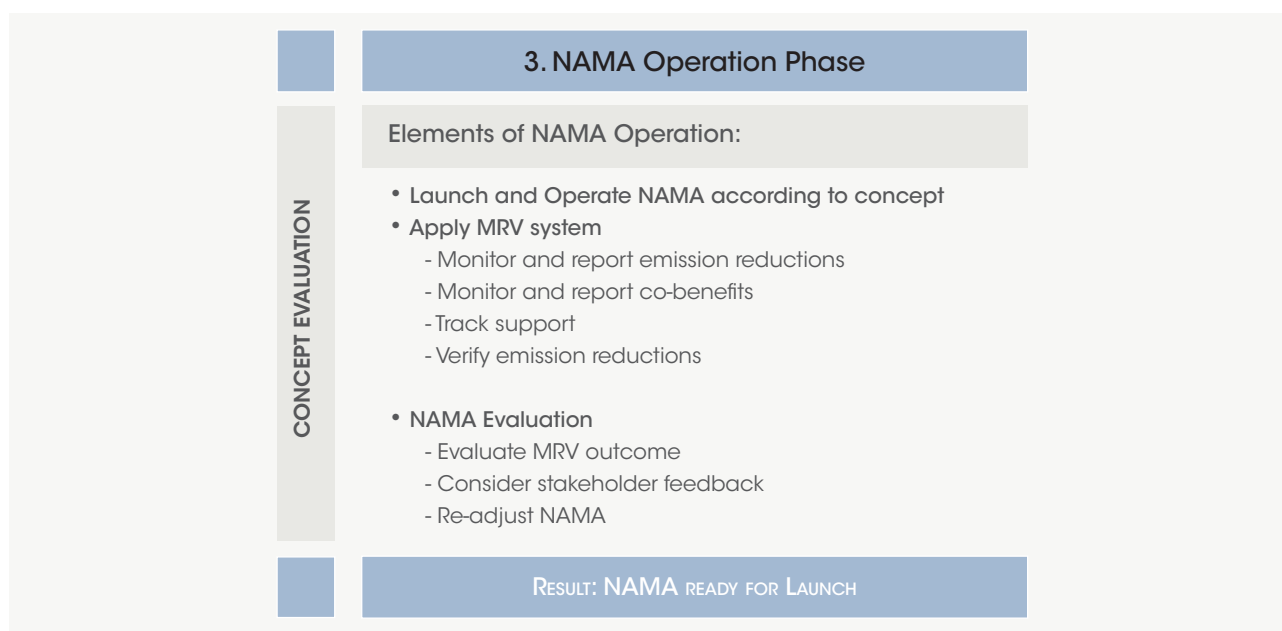 3. NAMA Operation Phase
CONCEPT EVALUATION
Elements of NAMA Operation:
• Launch and Operate NAMA according to concept
• Apply MRV system
- Monitor and report emission reductions
- Monitor and report co-benefits
- Track support
- Verify emission reductions
• NAMA Evaluation
- Evaluate MRV outcome
- Consider stakeholder feedback
- Re-adjust NAMA
Result: NAMA ready for Launch